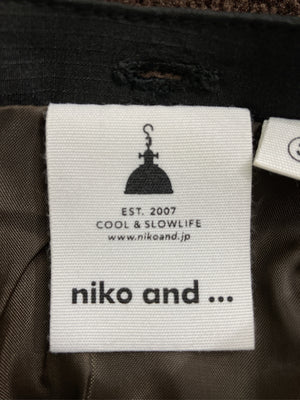 EST. 2007
COOL & SLOWLIFE
www.nikoand.jp
niko and ...